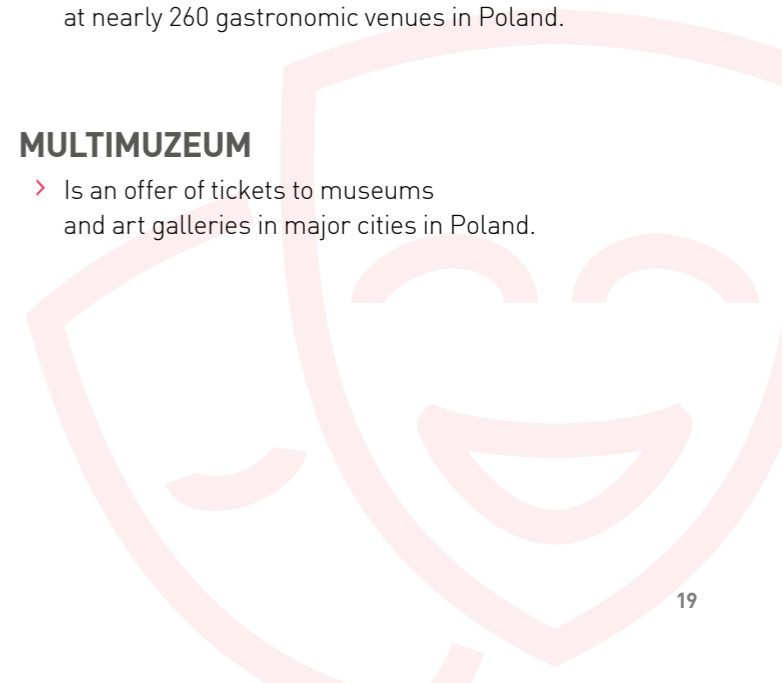 at nearly 260 gastronomic venues in Poland.
MULTIMUZEUM
> Is an offer of tickets to museums
and art galleries in major cities in Poland.
19